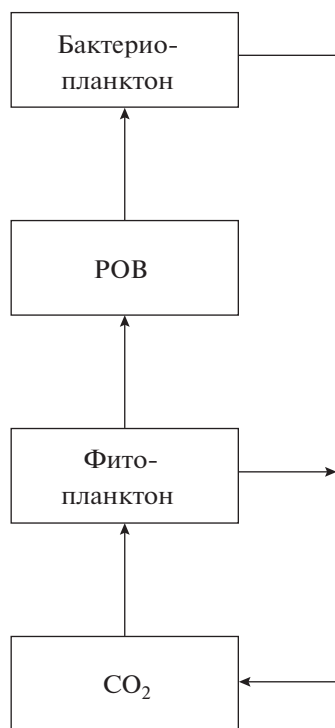 Бактерио-
планктон
РОВ
Фито-
планктон
CO₂